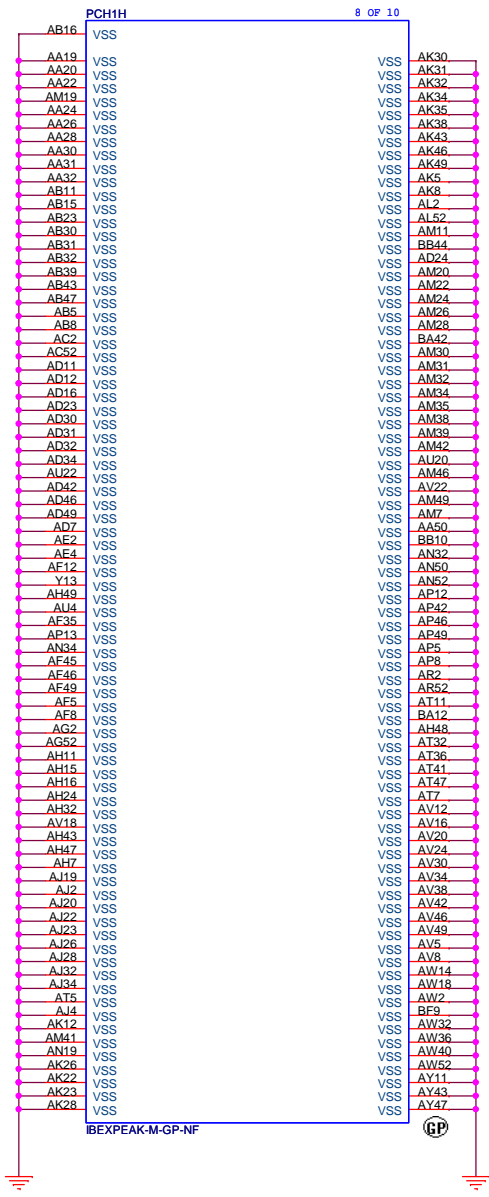 PCH1H 8 OF 10
AB16 VSS
AA19 VSS VSS AK30
AA20 VSS VSS AK31
AA22 VSS VSS AK32
AM19 VSS VSS AK34
AA24 VSS VSS AK35
AA26 VSS VSS AK38
AA28 VSS VSS AK43
AA30 VSS VSS AK46
AA31 VSS VSS AK49
AA32 VSS VSS AK5
AB11 VSS VSS AK8
AB15 VSS VSS AL2
AB23 VSS VSS AL52
AB30 VSS VSS AM11
AB31 VSS VSS BB44
AB32 VSS VSS AD24
AB39 VSS VSS AM20
AB43 VSS VSS AM22
AB47 VSS VSS AM24
AB5 VSS VSS AM26
AB8 VSS VSS AM28
AC2 VSS VSS BA42
AC52 VSS VSS AM30
AD11 VSS VSS AM31
AD12 VSS VSS AM32
AD16 VSS VSS AM34
AD23 VSS VSS AM35
AD30 VSS VSS AM38
AD31 VSS VSS AM39
AD32 VSS VSS AM42
AD34 VSS VSS AU20
AU22 VSS VSS AM46
AD42 VSS VSS AV22
AD46 VSS VSS AM49
AD49 VSS VSS AM7
AD7 VSS VSS AA50
AE2 VSS VSS BB10
AE4 VSS VSS AN32
AF12 VSS VSS AN50
Y13 VSS VSS AN52
AH49 VSS VSS AP12
AU4 VSS VSS AP42
AF35 VSS VSS AP46
AP13 VSS VSS AP49
AN34 VSS VSS AP5
AF45 VSS VSS AP8
AF46 VSS VSS AR2
AF49 VSS VSS AR52
AF5 VSS VSS AT11
AF8 VSS VSS BA12
AG2 VSS VSS AH48
AG52 VSS VSS AT32
AH11 VSS VSS AT36
AH15 VSS VSS AT41
AH16 VSS VSS AT47
AH24 VSS VSS AT7
AH32 VSS VSS AV12
AV18 VSS VSS AV16
AH43 VSS VSS AV20
AH47 VSS VSS AV24
AH7 VSS VSS AV30
AJ19 VSS VSS AV34
AJ2 VSS VSS AV38
AJ20 VSS VSS AV42
AJ22 VSS VSS AV46
AJ23 VSS VSS AV49
AJ26 VSS VSS AV5
AJ28 VSS VSS AV8
AJ32 VSS VSS AW14
AJ34 VSS VSS AW18
AT5 VSS VSS AW2
AJ4 VSS VSS BF9
AK12 VSS VSS AW32
AM41 VSS VSS AW36
AN19 VSS VSS AW40
AK26 VSS VSS AW52
AK22 VSS VSS AY11
AK23 VSS VSS AY43
AK28 VSS VSS AY47
IBEXPEAK-M-GP-NF GP